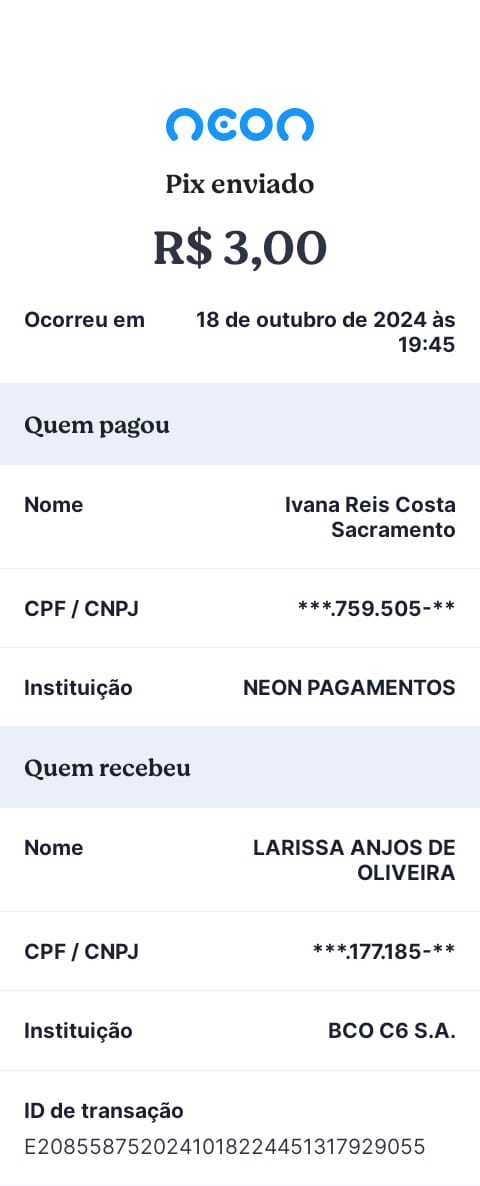 neon
Pix enviado
R$ 3,00
Ocorreu em 18 de outubro de 2024 às
19:45
Quem pagou
Nome Ivana Reis Costa
Sacramento
CPF / CNPJ ***.759.505-**
Instituição NEON PAGAMENTOS
Quem recebeu
Nome LARISSA ANJOS DE
OLIVEIRA
CPF / CNPJ ***.177.185-**
Instituição BCO C6 S.A.
ID de transação
E2085587520241018224451317929055